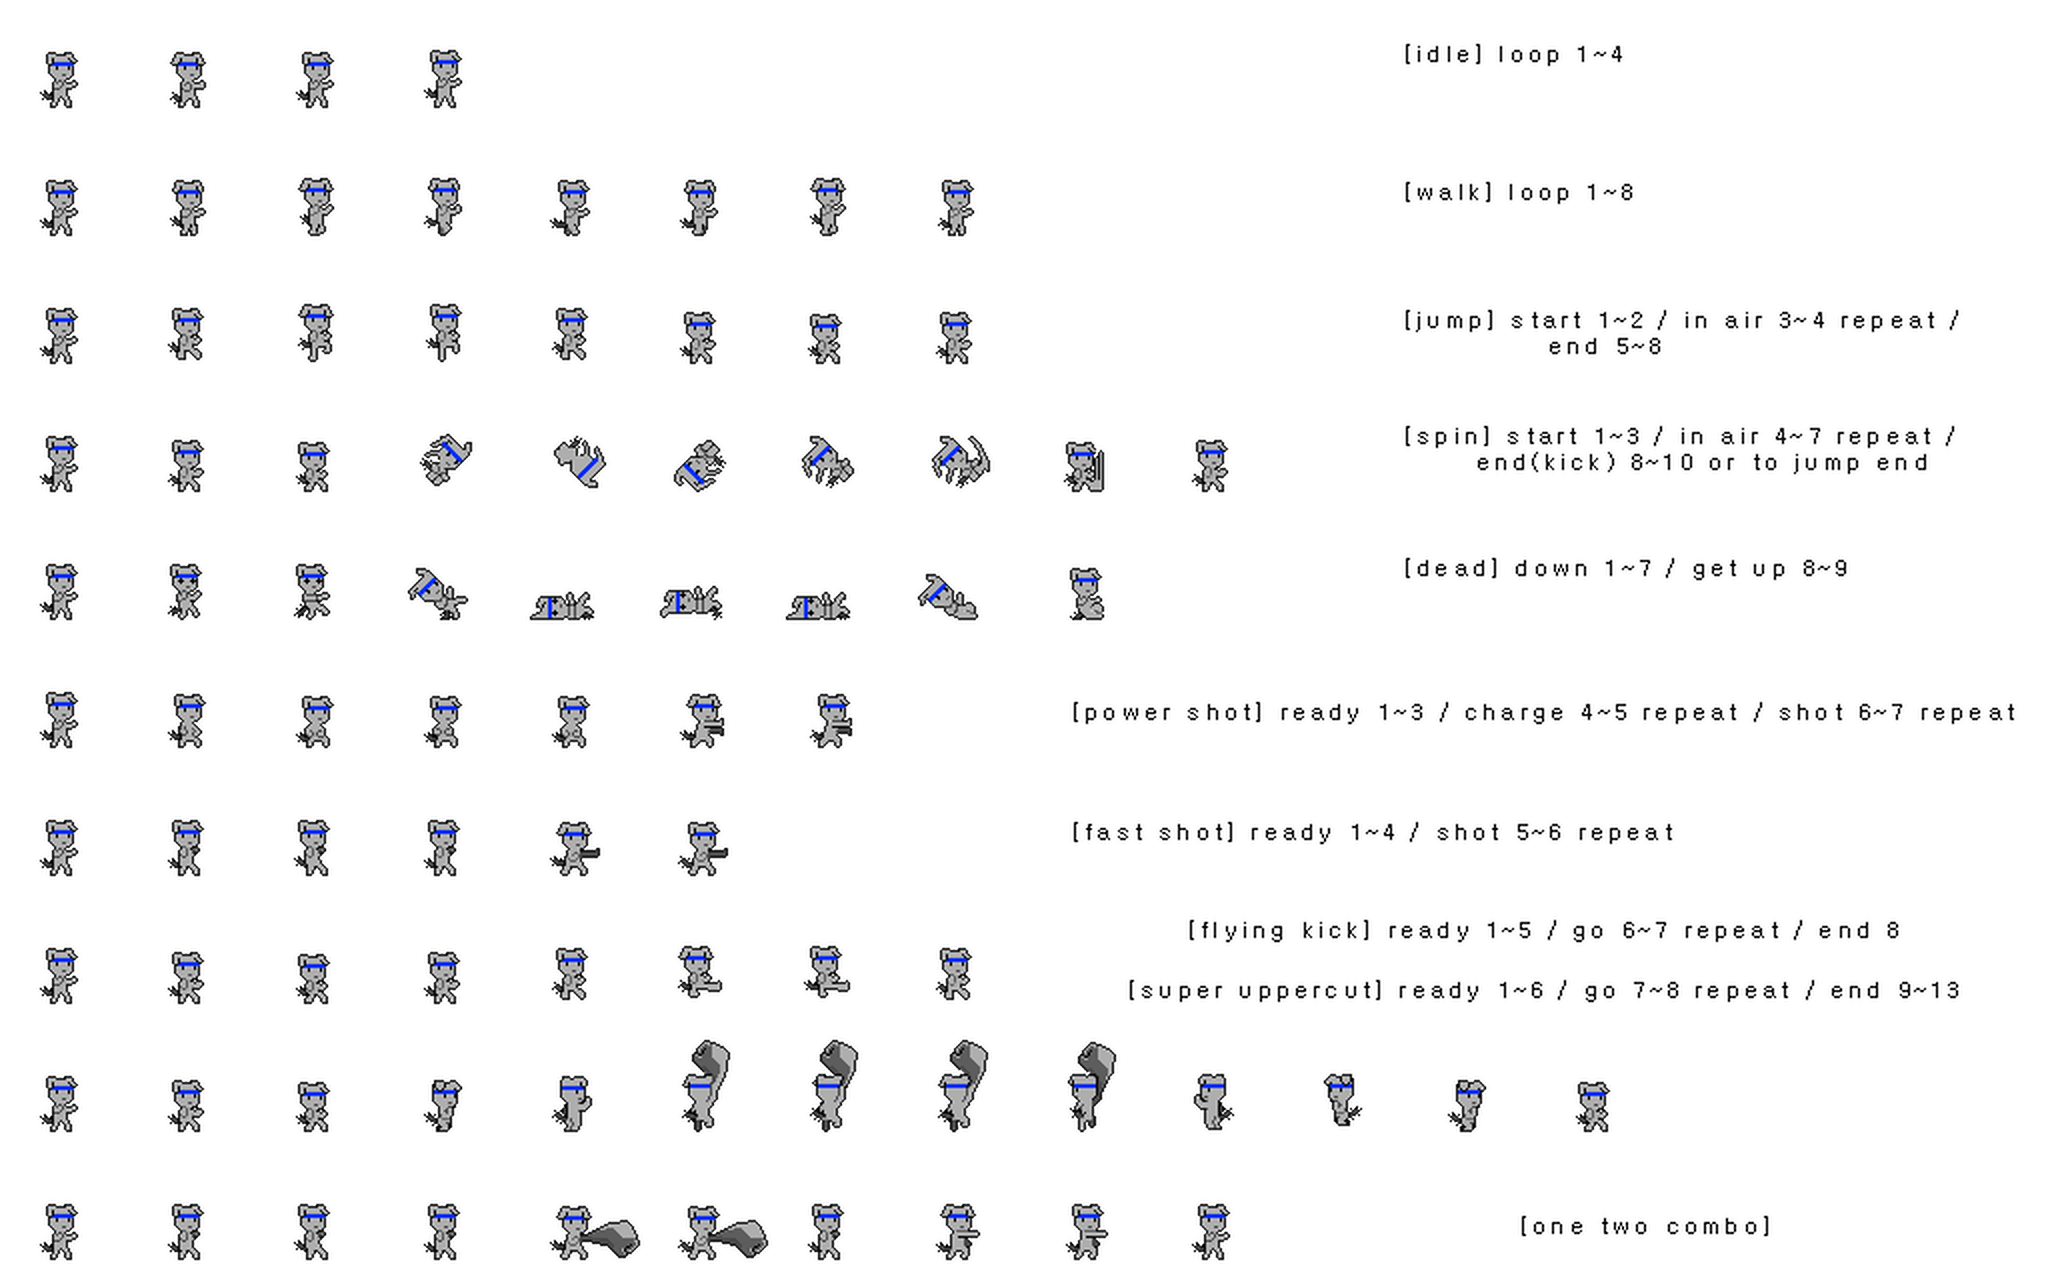 [idle] loop 1~4
[walk] loop 1~8
[jump] start 1~2 / in air 3~4 repeat /
end 5~8
[spin] start 1~3 / in air 4~7 repeat /
end(kick) 8~10 or to jump end
[dead] down 1~7 / get up 8~9
[power shot] ready 1~3 / charge 4~5 repeat / shot 6~7 repeat
[fast shot] ready 1~4 / shot 5~6 repeat
[flying kick] ready 1~5 / go 6~7 repeat / end 8
[super uppercut] ready 1~6 / go 7~8 repeat / end 9~13
[one two combo]